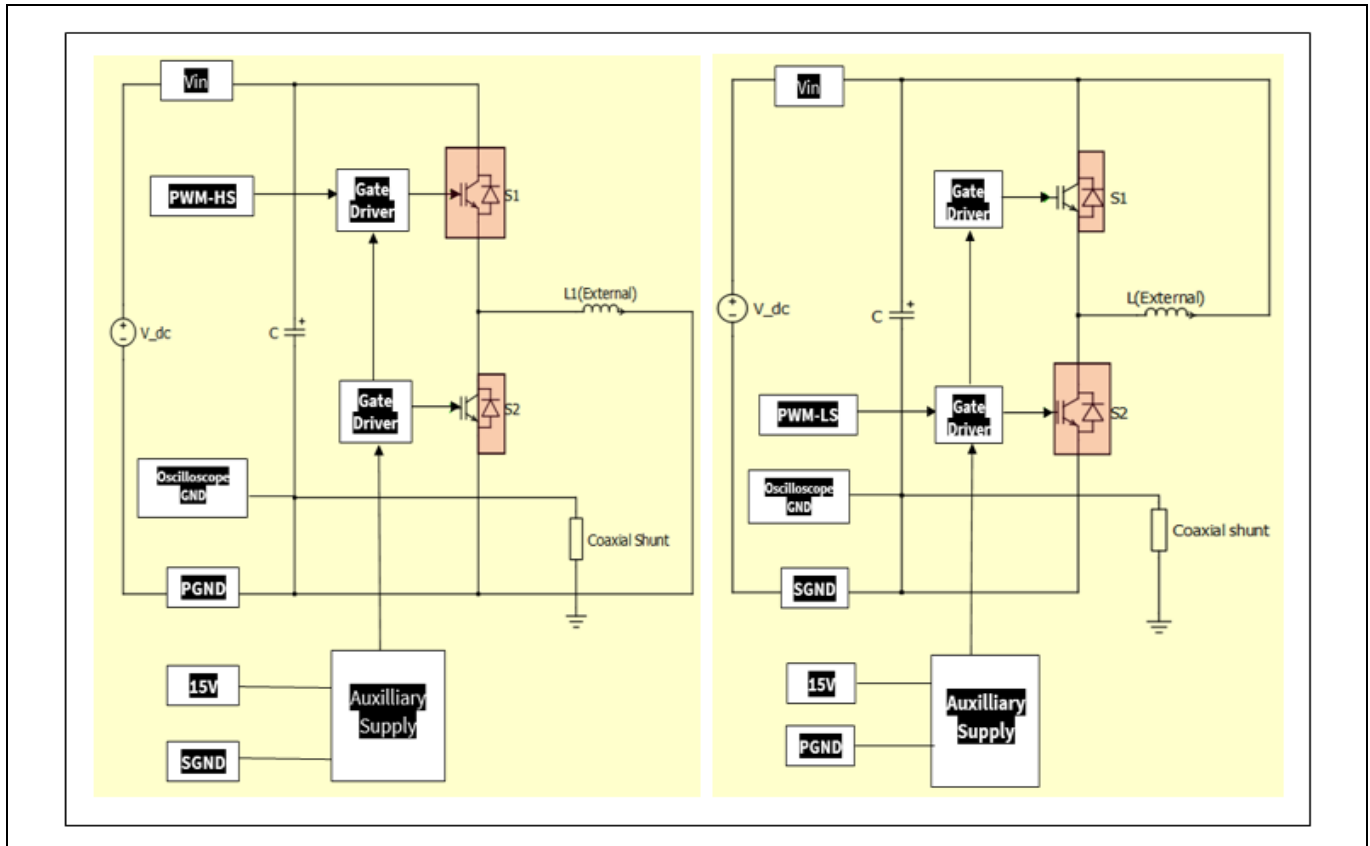 Vin
PWM-HS
Gate
Driver
S1
L1(External)
+
V_dc
C
+
Gate
Driver
S2
Oscilloscope
GND
Coaxial Shunt
PGND
15V
Auxilliary
Supply
SGND
Vin
Gate
Driver
S1
L(External)
+
V_dc
C
+
PWM-LS
Gate
Driver
S2
Oscilloscope
GND
Coaxial shunt
SGND
15V
Auxilliary
Supply
PGND